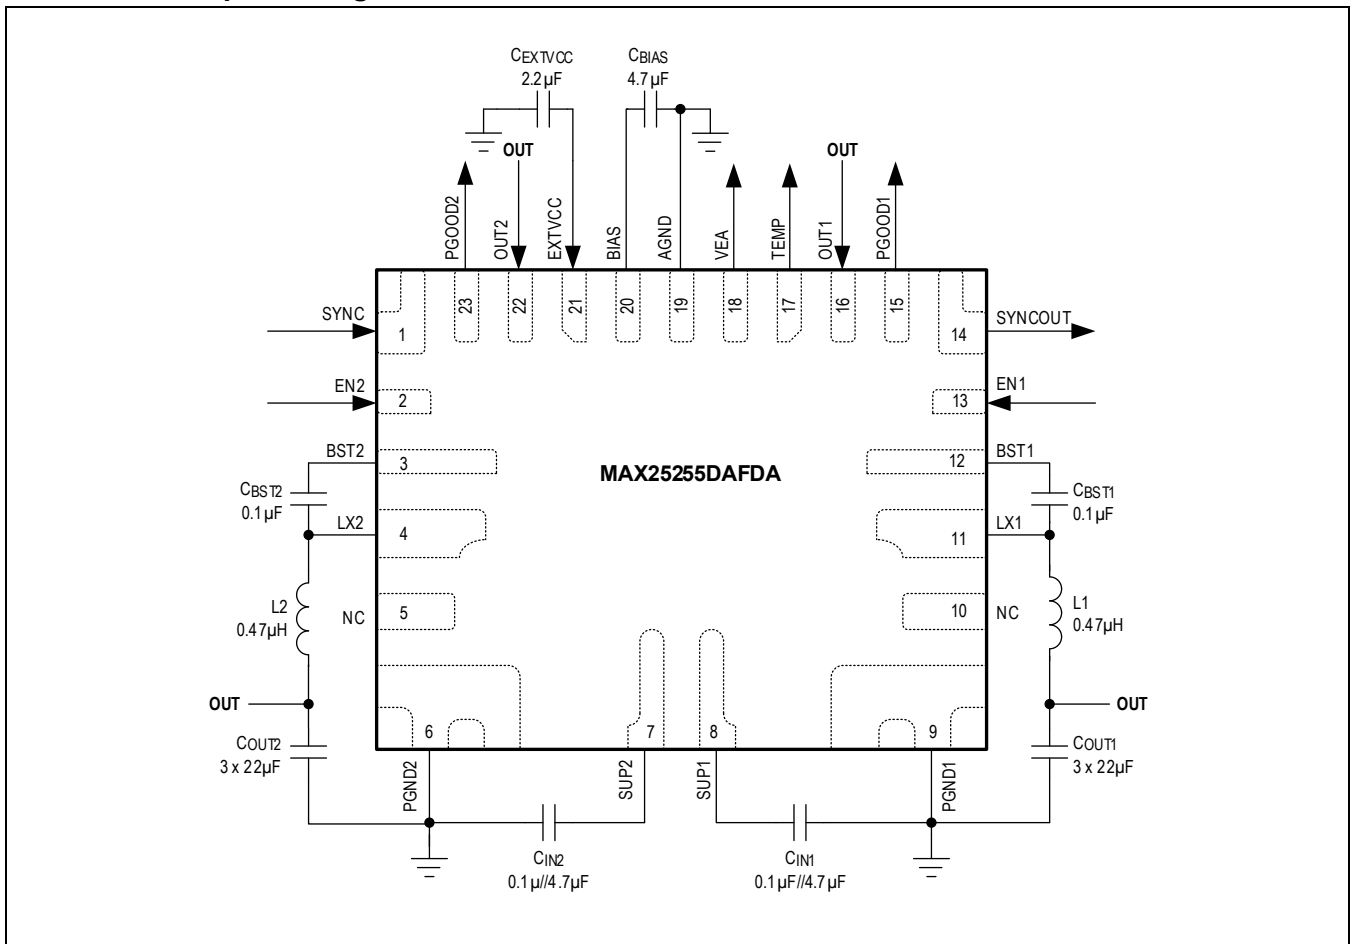 CEXTVCC
2.2µF
CBIAS
4.7µF
OUT
OUT
PGOOD2
OUT2
EXTVCC
BIAS
AGND
VEA
TEMP
OUT1
PGOOD1
23
22
21
20
19
18
17
16
15
SYNC
1
14
SYNCOUT
EN2
2
13
EN1
BST2
3
MAX25255DAFDA
12
BST1
CBST2
0.1µF
CBST1
0.1µF
LX2
4
11
LX1
L2
0.47µH
NC
5
10
NC
L1
0.47µH
OUT
OUT
6
7
8
9
COUT2
3 x 22µF
COUT1
3 x 22µF
PGND2
SUP2
SUP1
PGND1
CIN2
0.1µ//4.7µF
CIN1
0.1µF//4.7µF